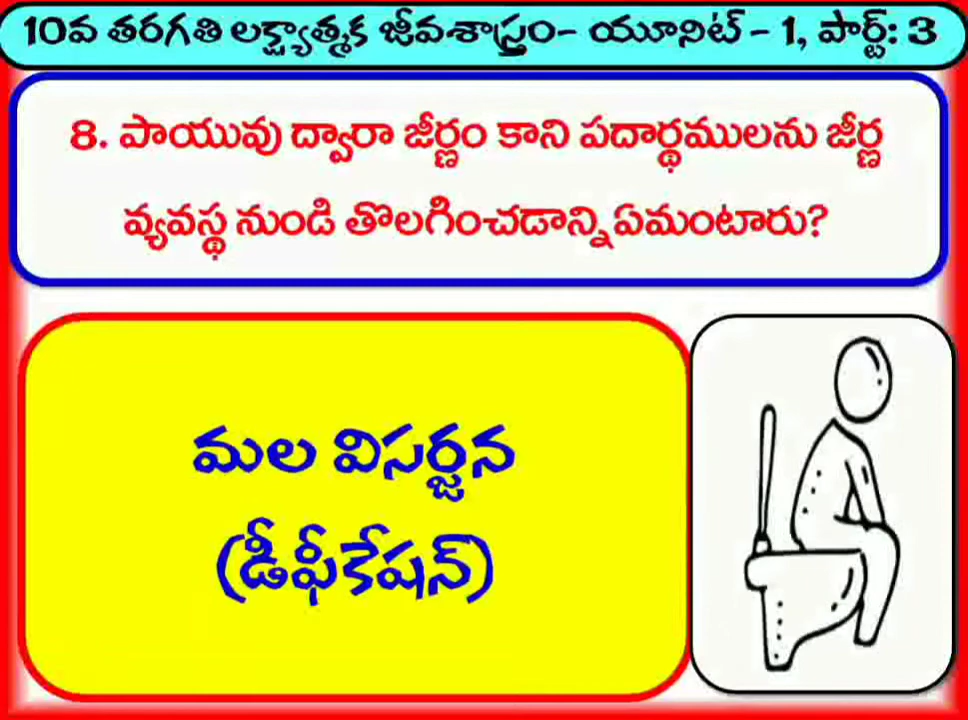 10వ తరగతి లక్ష్యాత్మక జీవశాస్త్రం- యూనిట్ - 1, పార్ట్: 3
8. పాయువు ద్వారా జీర్ణం కాని పదార్థములను జీర్ణ
వ్యవస్థ నుండి తొలగించడాన్ని ఏమంటారు?
మల విసర్జన
(డీఫీకేషన్)